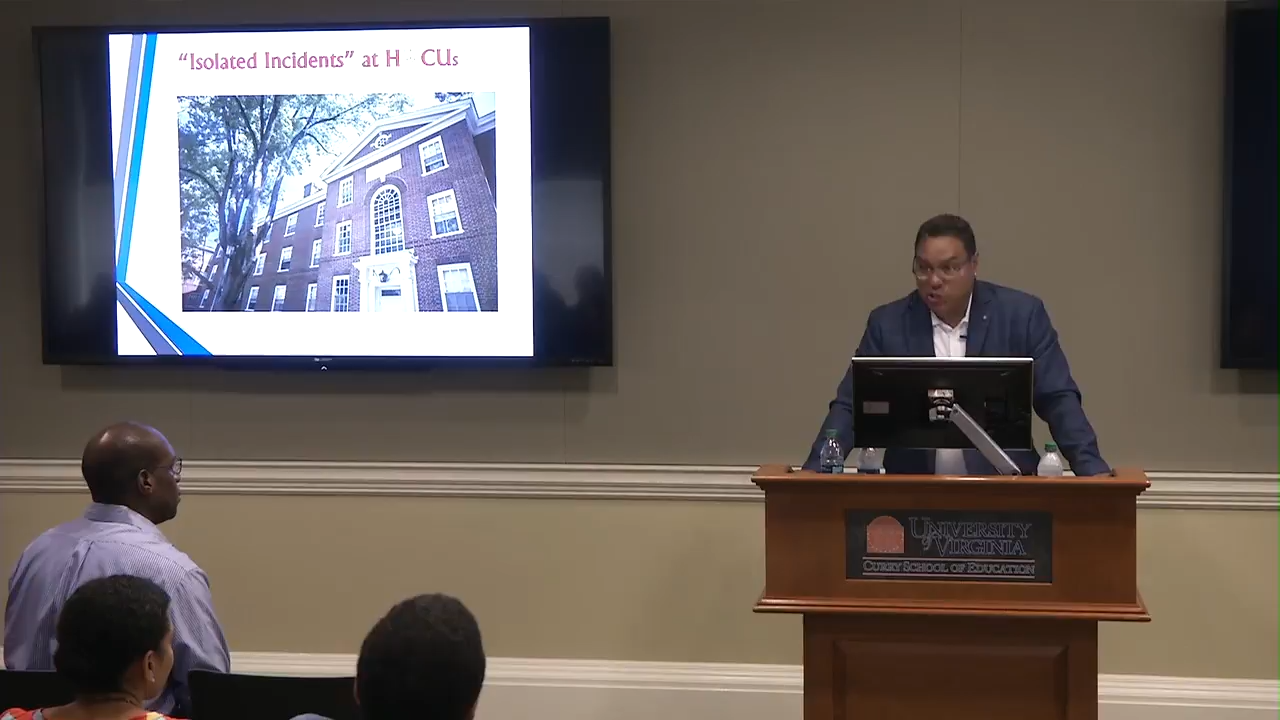 “Isolated Incidents” at H CUs
UNIVERSITY
of VIRGINIA
CURRY SCHOOL OF EDUCATION